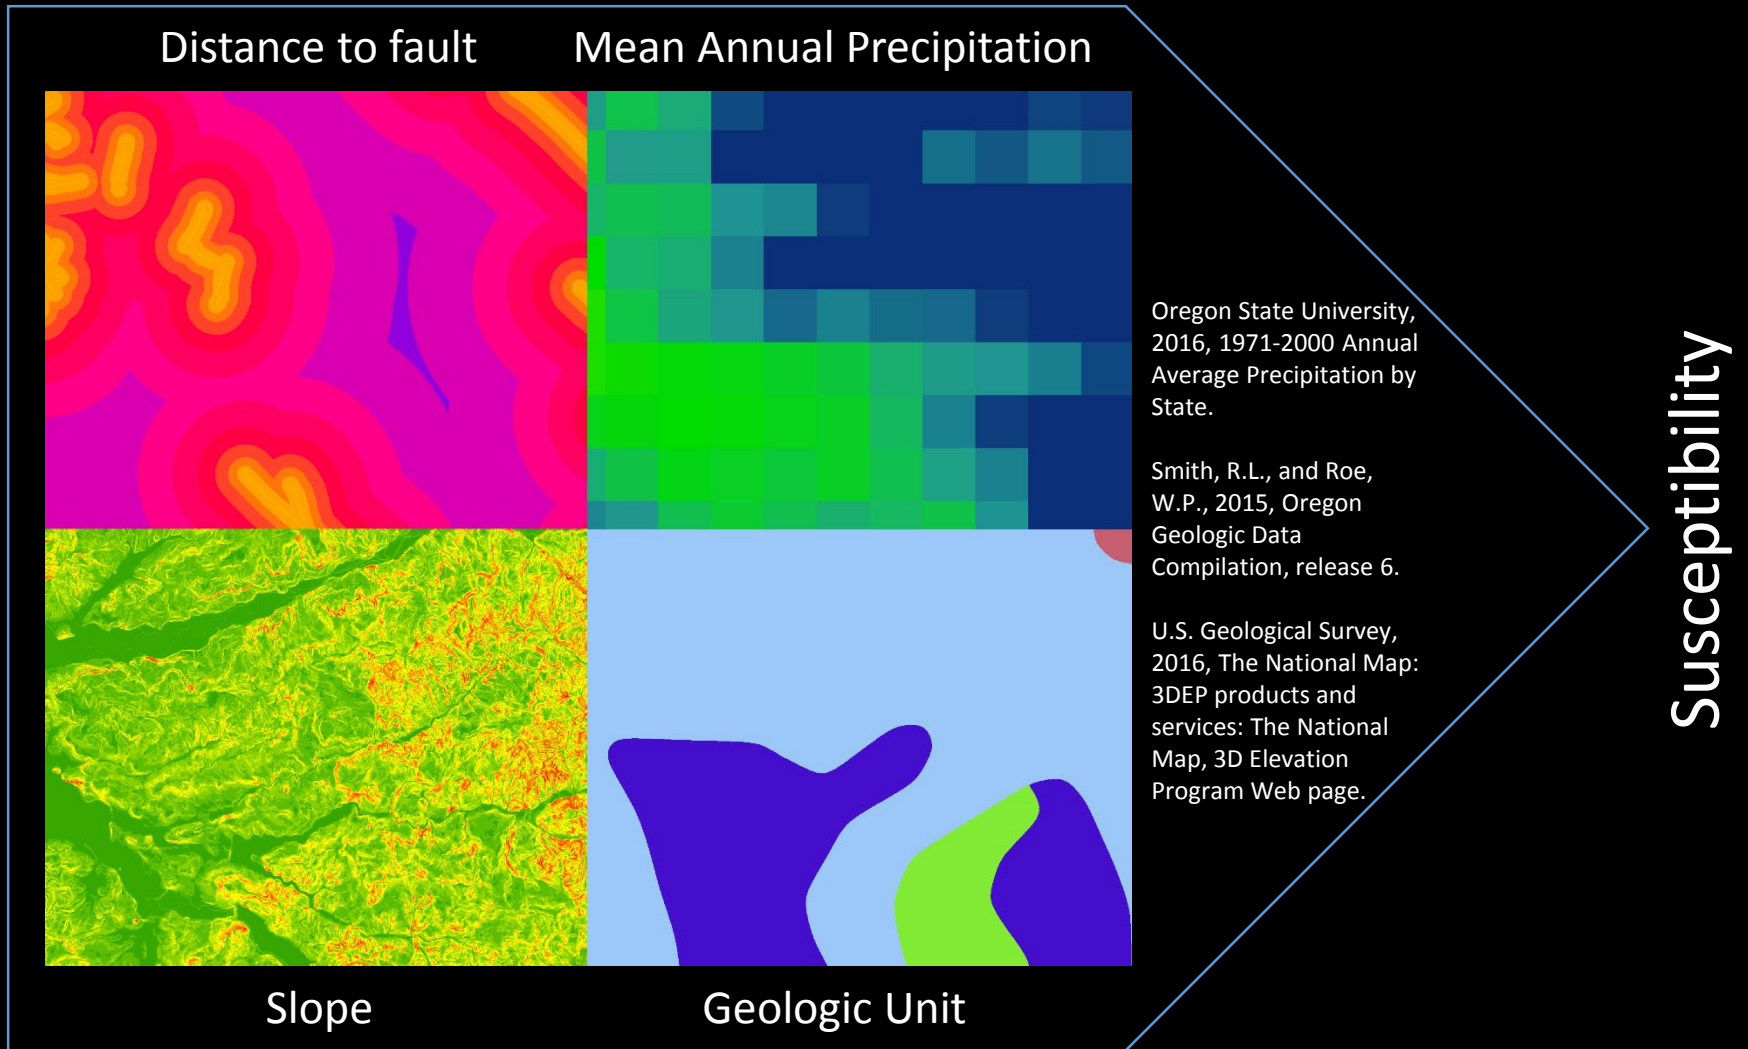 Distance to fault
Mean Annual Precipitation
Oregon State University,
2016, 1971-2000 Annual
Average Precipitation by
State.
Smith, R.L., and Roe,
W.P., 2015, Oregon
Geologic Data
Compilation, release 6.
U.S. Geological Survey,
2016, The National Map:
3DEP products and
services: The National
Map, 3D Elevation
Program Web page.
Slope
Geologic Unit
Susceptibility